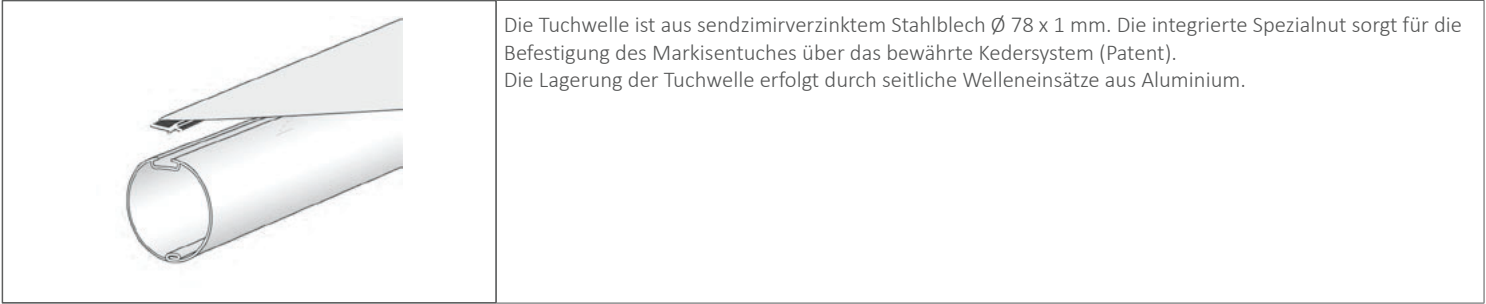 Die Tuchwelle ist aus sendzimirverzinktem Stahlblech Ø 78 x 1 mm. Die integrierte Spezialnut sorgt für die
Befestigung des Markisentuches über das bewährte Kedersystem (Patent).
Die Lagerung der Tuchwelle erfolgt durch seitliche Welleneinsätze aus Aluminium.